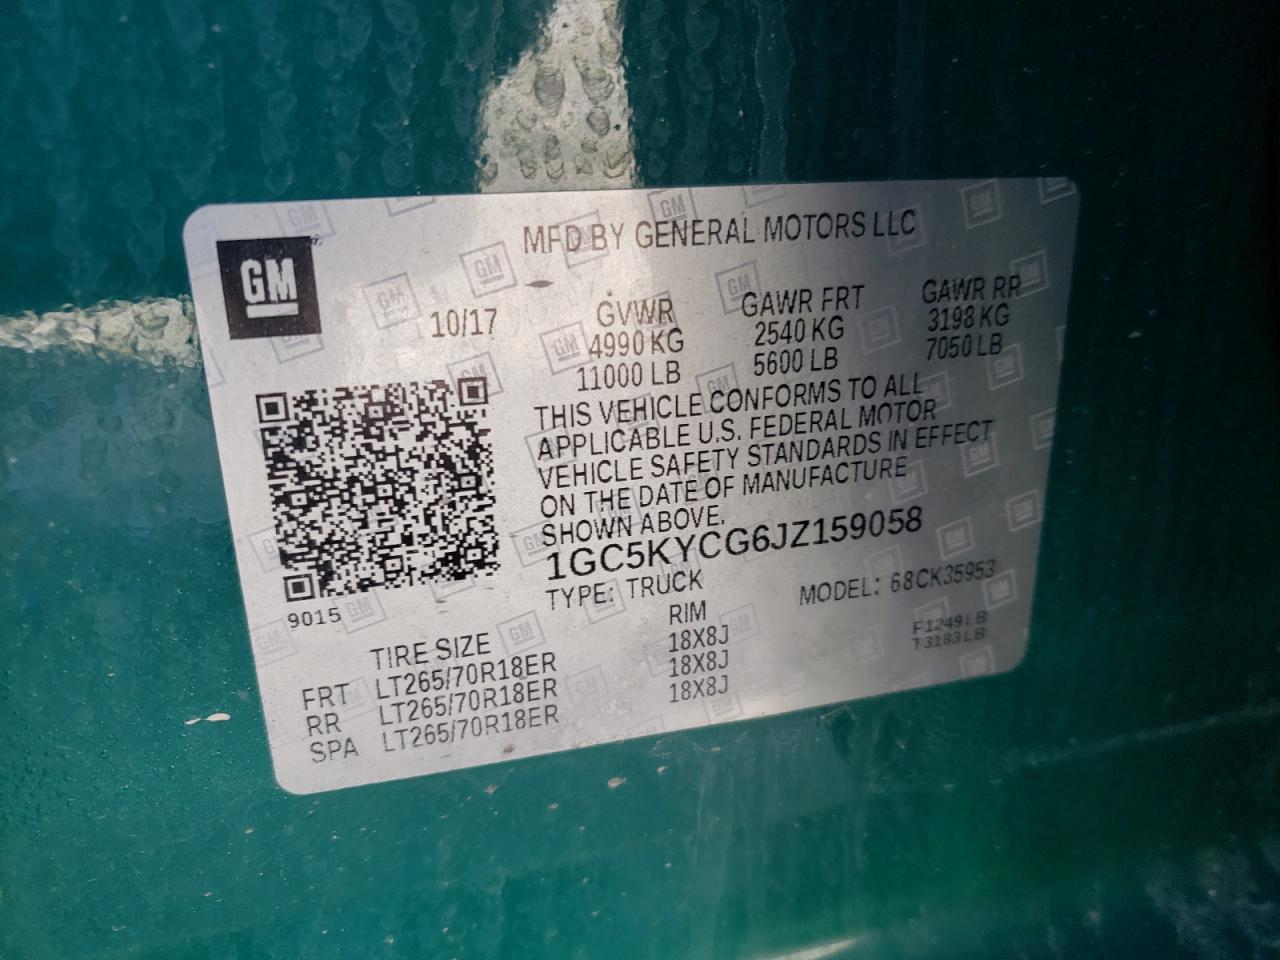 GM
MFD BY GENERAL MOTORS LLC
10/17
GVWR GAWR FRT GAWR RR
4990 KG 2540 KG 3198 KG
11000 LB 5600 LB 7050 LB
THIS VEHICLE CONFORMS TO ALL
APPLICABLE U.S. FEDERAL MOTOR
VEHICLE SAFETY STANDARDS IN EFFECT
ON THE DATE OF MANUFACTURE
SHOWN ABOVE.
1GC5KYCG6JZ159058
TYPE: TRUCK MODEL: 68CK35953
9015
TIRE SIZE RIM
FRT LT265/70R18ER 18X8J
RR LT265/70R18ER 18X8J
SPA LT265/70R18ER 18X8J
F1249LB
T3183LB